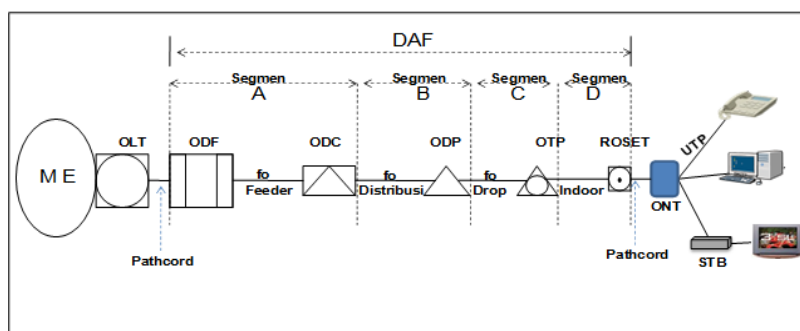 DAF
Segmen
A
Segmen
B
Segmen
C
Segmen
D
OLT
ODF
ODC
ODP
OTP
ROSET
UTP
M E
fo
Feeder
fo
Distribusi
fo
Drop
Indoor
ONT
Pathcord
Pathcord
STB